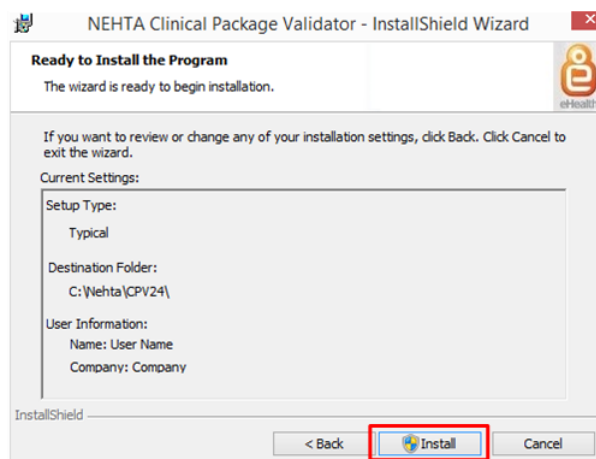 NEHTA Clinical Package Validator - InstallShield Wizard
Ready to Install the Program
The wizard is ready to begin installation.
eHealth
If you want to review or change any of your installation settings, click Back. Click Cancel to
exit the wizard.
Current Settings:
Setup Type:
Typical
Destination Folder:
C:\Nehta\CPV24\
User Information:
Name: User Name
Company: Company
InstallShield
< Back
Install
Cancel